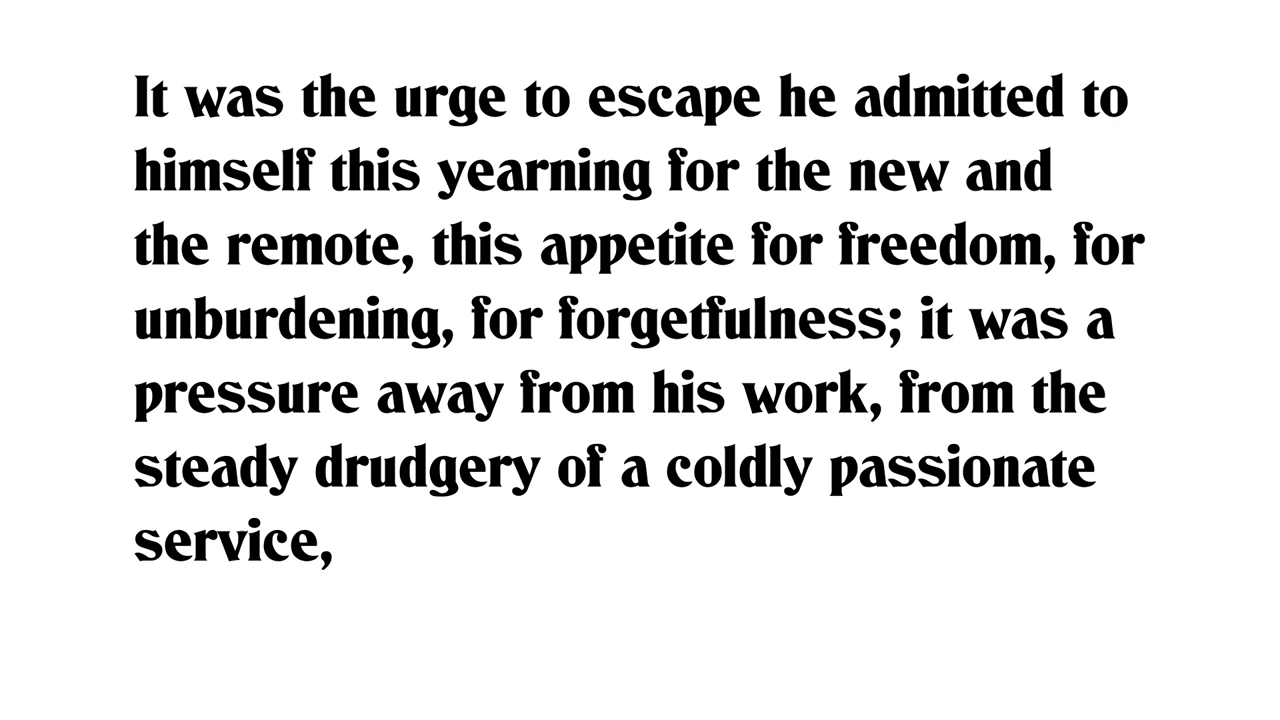 It was the urge to escape he admitted to
himself this yearning for the new and
the remote, this appetite for freedom, for
unburdening, for forgetfulness; it was a
pressure away from his work, from the
steady drudgery of a coldly passionate
service,